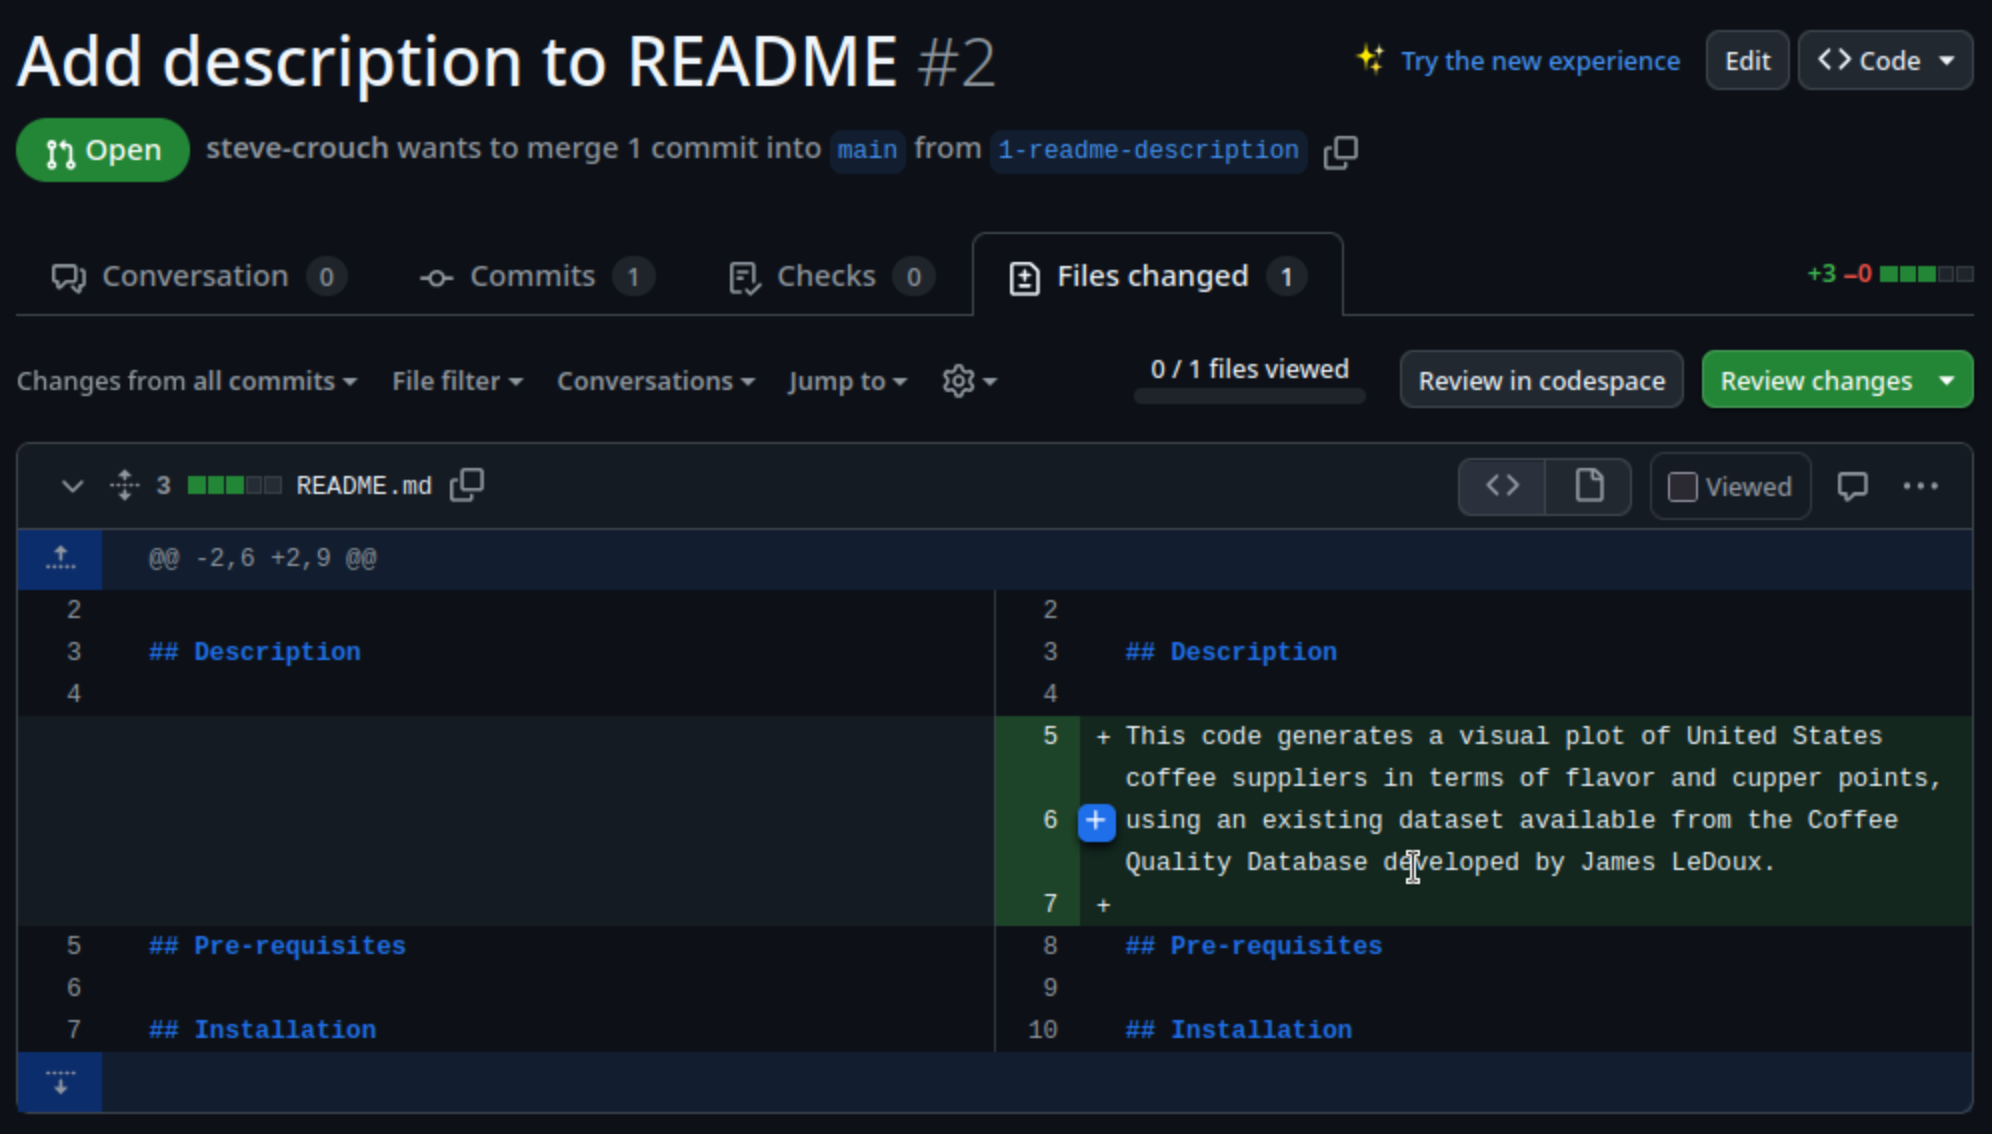 Add description to README #2
Try the new experience
Edit
Code
Open
steve-crouch wants to merge 1 commit into main from 1-readme-description
Conversation 0
Commits 1
Checks 0
Files changed 1
+3 −0
Changes from all commits
File filter
Conversations
Jump to
0 / 1 files viewed
Review in codespace
Review changes
3 README.md
Viewed
@@ -2,6 +2,9 @@
2 2
3 ## Description 3 ## Description
4 4
5 + This code generates a visual plot of United States
coffee suppliers in terms of flavor and cupper points,
6 + using an existing dataset available from the Coffee
Quality Database developed by James LeDoux.
7 +
5 ## Pre-requisites 8 ## Pre-requisites
6 9
7 ## Installation 10 ## Installation